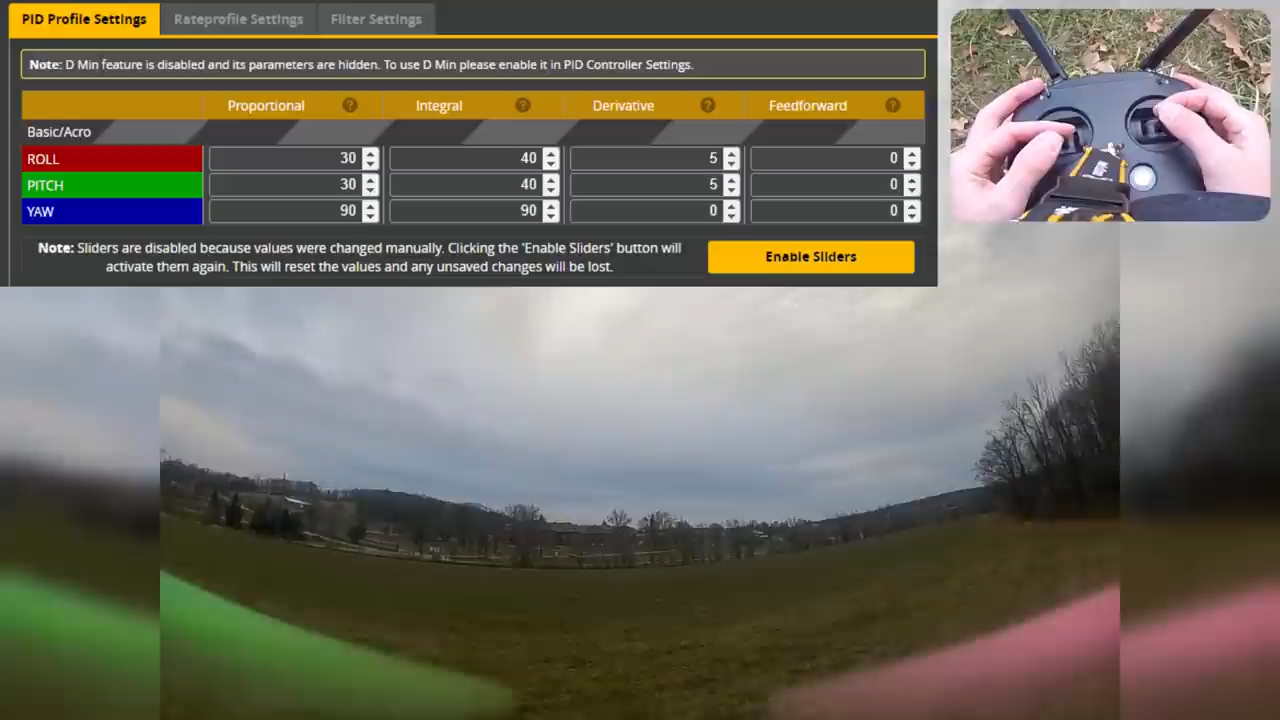 PID Profile Settings Rateprofile Settings Filter Settings
Note: D Min feature is disabled and its parameters are hidden. To use D Min please enable it in PID Controller Settings.
Proportional ? Integral ? Derivative ? Feedforward ?
Basic/Acro
ROLL 30 40 5 0
PITCH 30 40 5 0
YAW 90 90 0 0
Note: Sliders are disabled because values were changed manually. Clicking the 'Enable Sliders' button will
activate them again. This will reset the values and any unsaved changes will be lost.
Enable Sliders